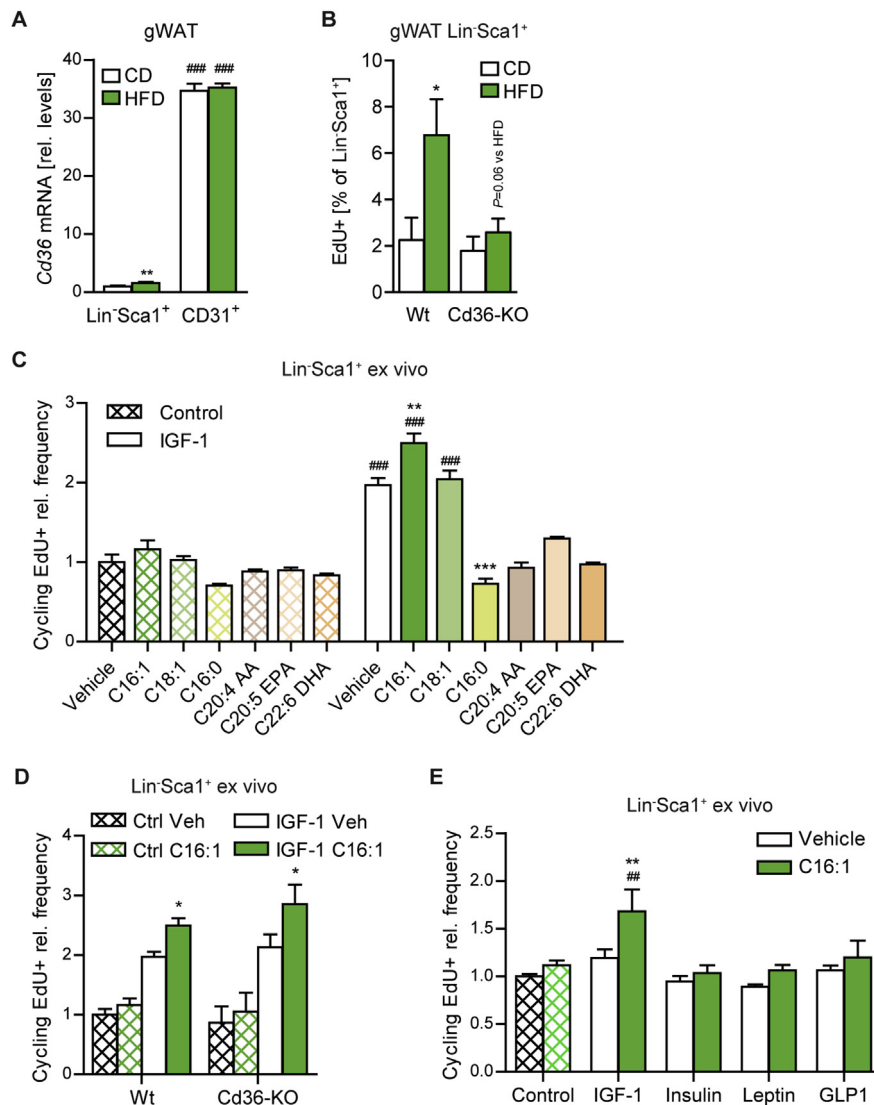 A
gWAT
CD
HFD
### ###
**
Cd36 mRNA [rel. levels]
40
30
20
10
0
Lin⁻Sca1⁺ CD31⁺
B
gWAT Lin⁻Sca1⁺
CD
HFD
*
P=0.06 vs HFD
EdU+ [% of Lin⁻Sca1⁺]
10
8
6
4
2
0
Wt Cd36-KO
C
Lin⁻Sca1⁺ ex vivo
Control
IGF-1
**
### ### ###
***
Cycling EdU+ rel. frequency
3
2
1
0
Vehicle C16:1 C18:1 C16:0 C20:4 AA C20:5 EPA C22:6 DHA Vehicle C16:1 C18:1 C16:0 C20:4 AA C20:5 EPA C22:6 DHA
D
Lin⁻Sca1⁺ ex vivo
Ctrl Veh IGF-1 Veh
Ctrl C16:1 IGF-1 C16:1
* *
Cycling EdU+ rel. frequency
4
3
2
1
0
Wt Cd36-KO
E
Lin⁻Sca1⁺ ex vivo
Vehicle
C16:1
**
##
Cycling EdU+ rel. frequency
2.5
2.0
1.5
1.0
0.5
0.0
Control IGF-1 Insulin Leptin GLP1